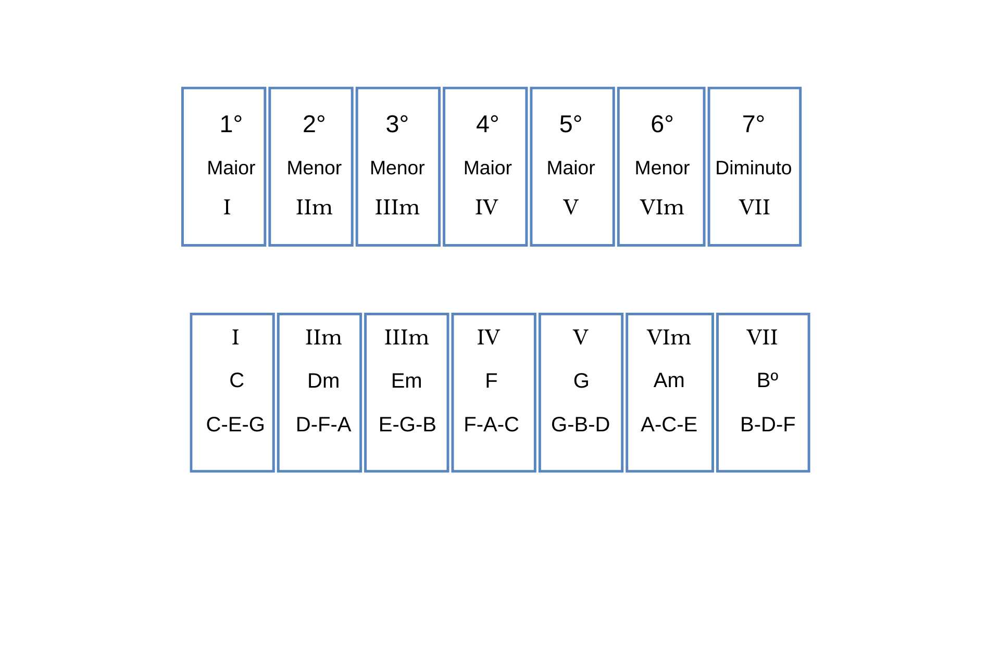 1° 2° 3° 4° 5° 6° 7°
Maior Menor Menor Maior Maior Menor Diminuto
I IIm IIIm IV V VIm VII
I IIm IIIm IV V VIm VII
C Dm Em F G Am Bº
C-E-G D-F-A E-G-B F-A-C G-B-D A-C-E B-D-F